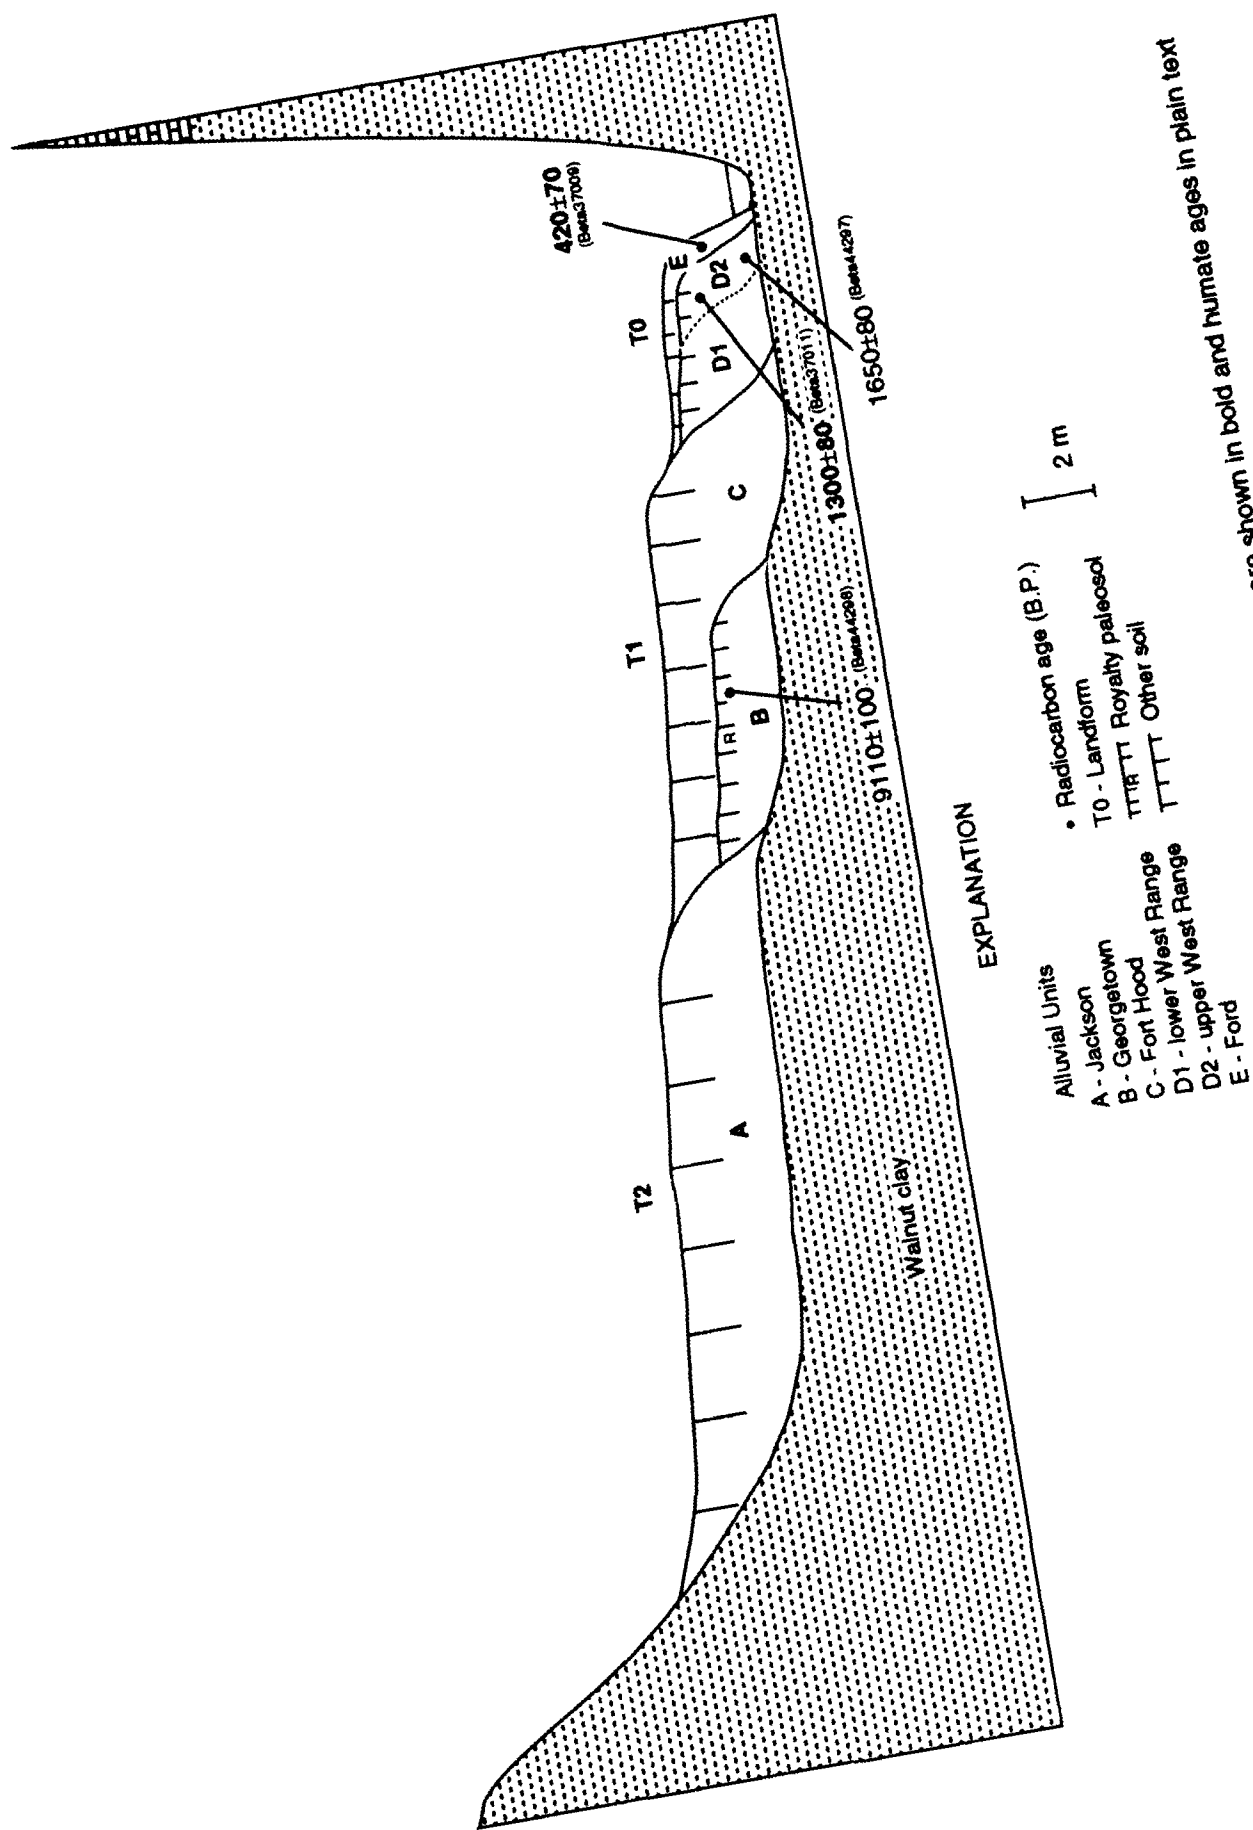 T2
T1
T0
420±70
(Beta37009)
E
D2
D1
C
B
R
A
1650±80 (Beta44297)
1300±80 (Beta37011)
9110±100 (Beta44298)
Walnut clay
EXPLANATION
Alluvial Units
A - Jackson
B - Georgetown
C - Fort Hood
D1 - lower West Range
D2 - upper West Range
E - Ford
• Radiocarbon age (B.P.)
T0 - Landform
R Royalty paleosol
Other soil
2 m
are shown in bold and humate ages in plain text